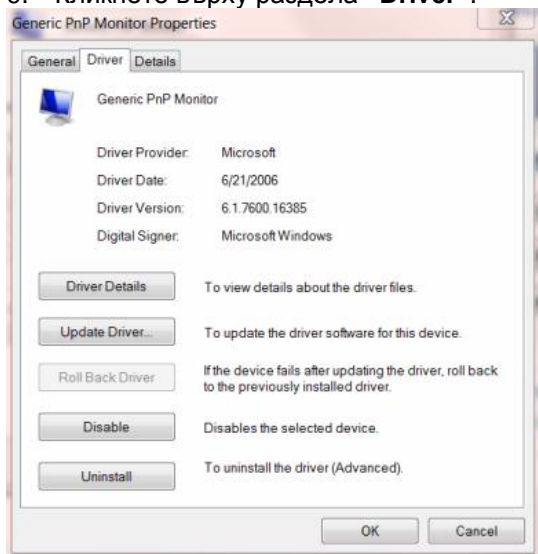 Кликнете върху раздела "Driver".
Generic PnP Monitor Properties
General Driver Details
Generic PnP Monitor
Driver Provider: Microsoft
Driver Date: 6/21/2006
Driver Version: 6.1.7600.16385
Digital Signer: Microsoft Windows
Driver Details To view details about the driver files.
Update Driver... To update the driver software for this device.
Roll Back Driver If the device fails after updating the driver, roll back
to the previously installed driver.
Disable Disables the selected device.
Uninstall To uninstall the driver (Advanced).
OK Cancel